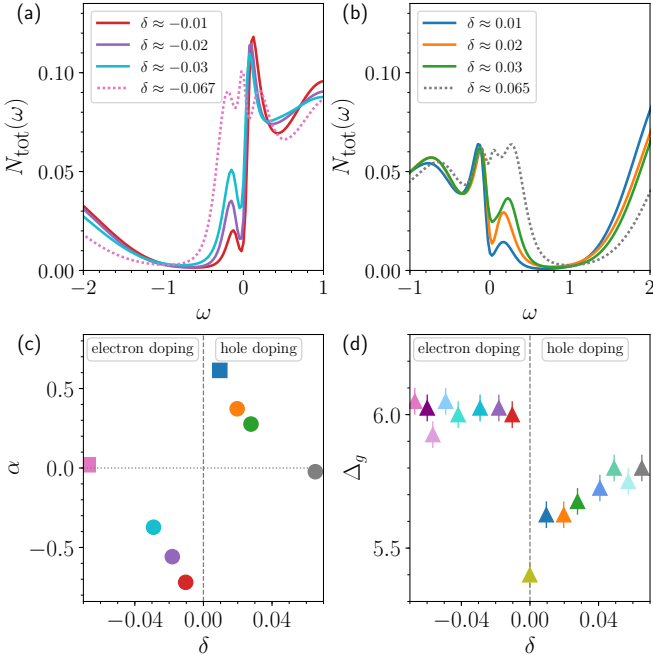 (a)
δ ≈ −0.01
δ ≈ −0.02
δ ≈ −0.03
δ ≈ −0.067
N_tot(ω)
0.10
0.05
0.00
−2 −1 0 1
ω
(b)
δ ≈ 0.01
δ ≈ 0.02
δ ≈ 0.03
δ ≈ 0.065
N_tot(ω)
0.10
0.05
0.00
−1 0 1 2
ω
(c)
electron doping hole doping
α
0.5
0.0
−0.5
−0.04 0.00 0.04
δ
(d)
electron doping hole doping
Δ_g
6.0
5.5
−0.04 0.00 0.04
δ